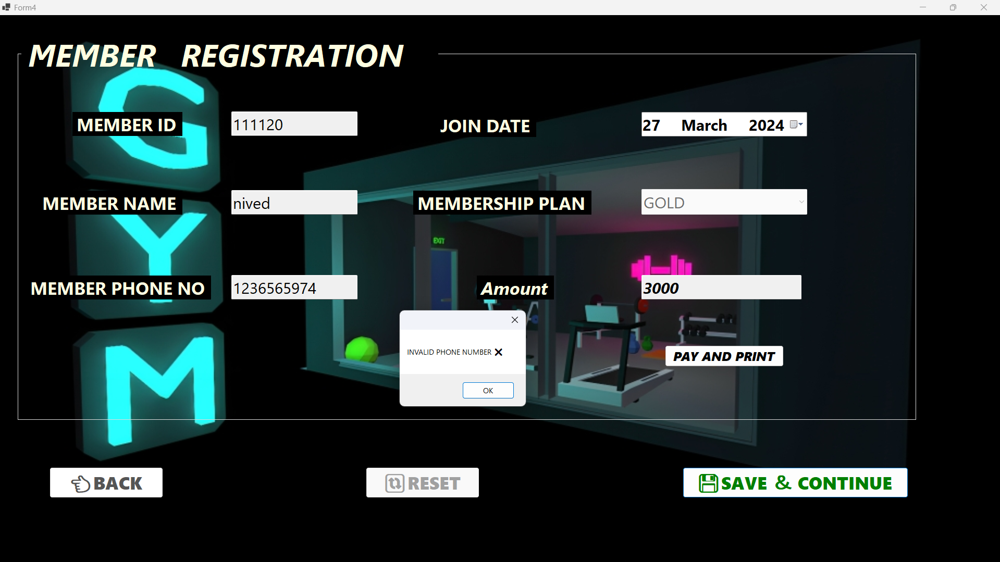 Form4
MEMBER REGISTRATION
G
MEMBER ID 111120 JOIN DATE 27 March 2024
MEMBER NAME nived MEMBERSHIP PLAN GOLD
Y
EXIT
MEMBER PHONE NO 1236565974 Amount 3000
INVALID PHONE NUMBER ❌
PAY AND PRINT
OK
M
BACK RESET SAVE & CONTINUE